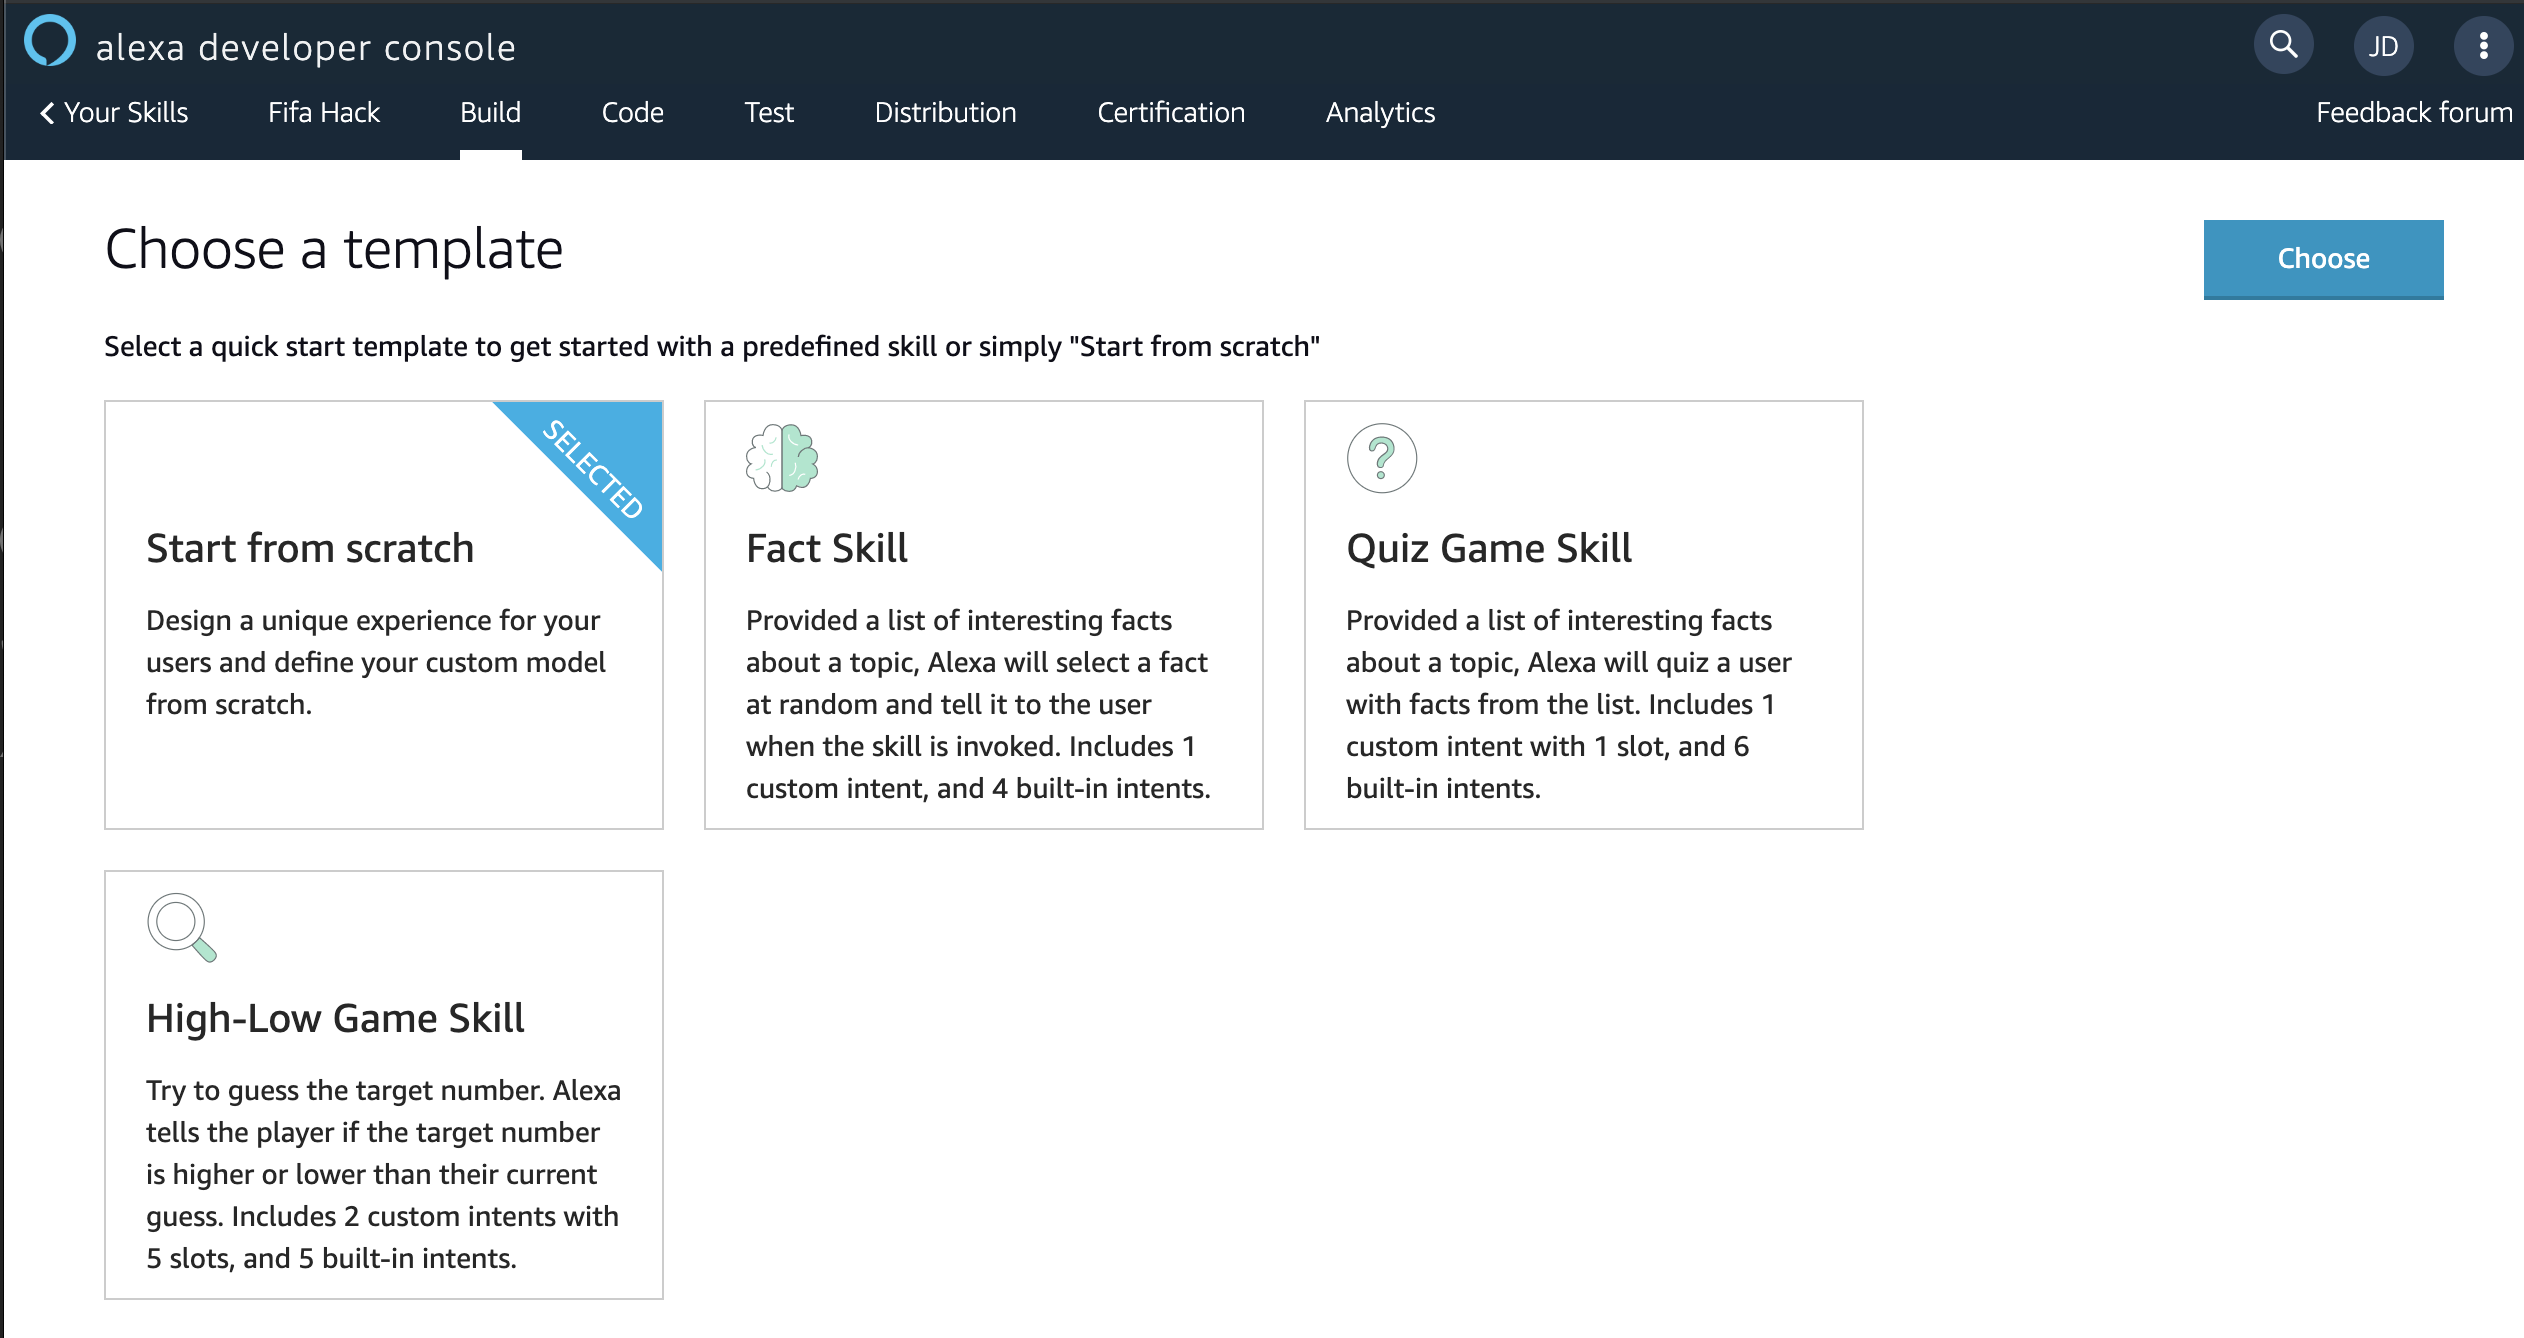 alexa developer console
JD
Your Skills
Fifa Hack
Build
Code
Test
Distribution
Certification
Analytics
Feedback forum
Choose a template
Choose
Select a quick start template to get started with a predefined skill or simply "Start from scratch"
SELECTED
Start from scratch
Design a unique experience for your
users and define your custom model
from scratch.
Fact Skill
Provided a list of interesting facts
about a topic, Alexa will select a fact
at random and tell it to the user
when the skill is invoked. Includes 1
custom intent, and 4 built-in intents.
?
Quiz Game Skill
Provided a list of interesting facts
about a topic, Alexa will quiz a user
with facts from the list. Includes 1
custom intent with 1 slot, and 6
built-in intents.
High-Low Game Skill
Try to guess the target number. Alexa
tells the player if the target number
is higher or lower than their current
guess. Includes 2 custom intents with
5 slots, and 5 built-in intents.